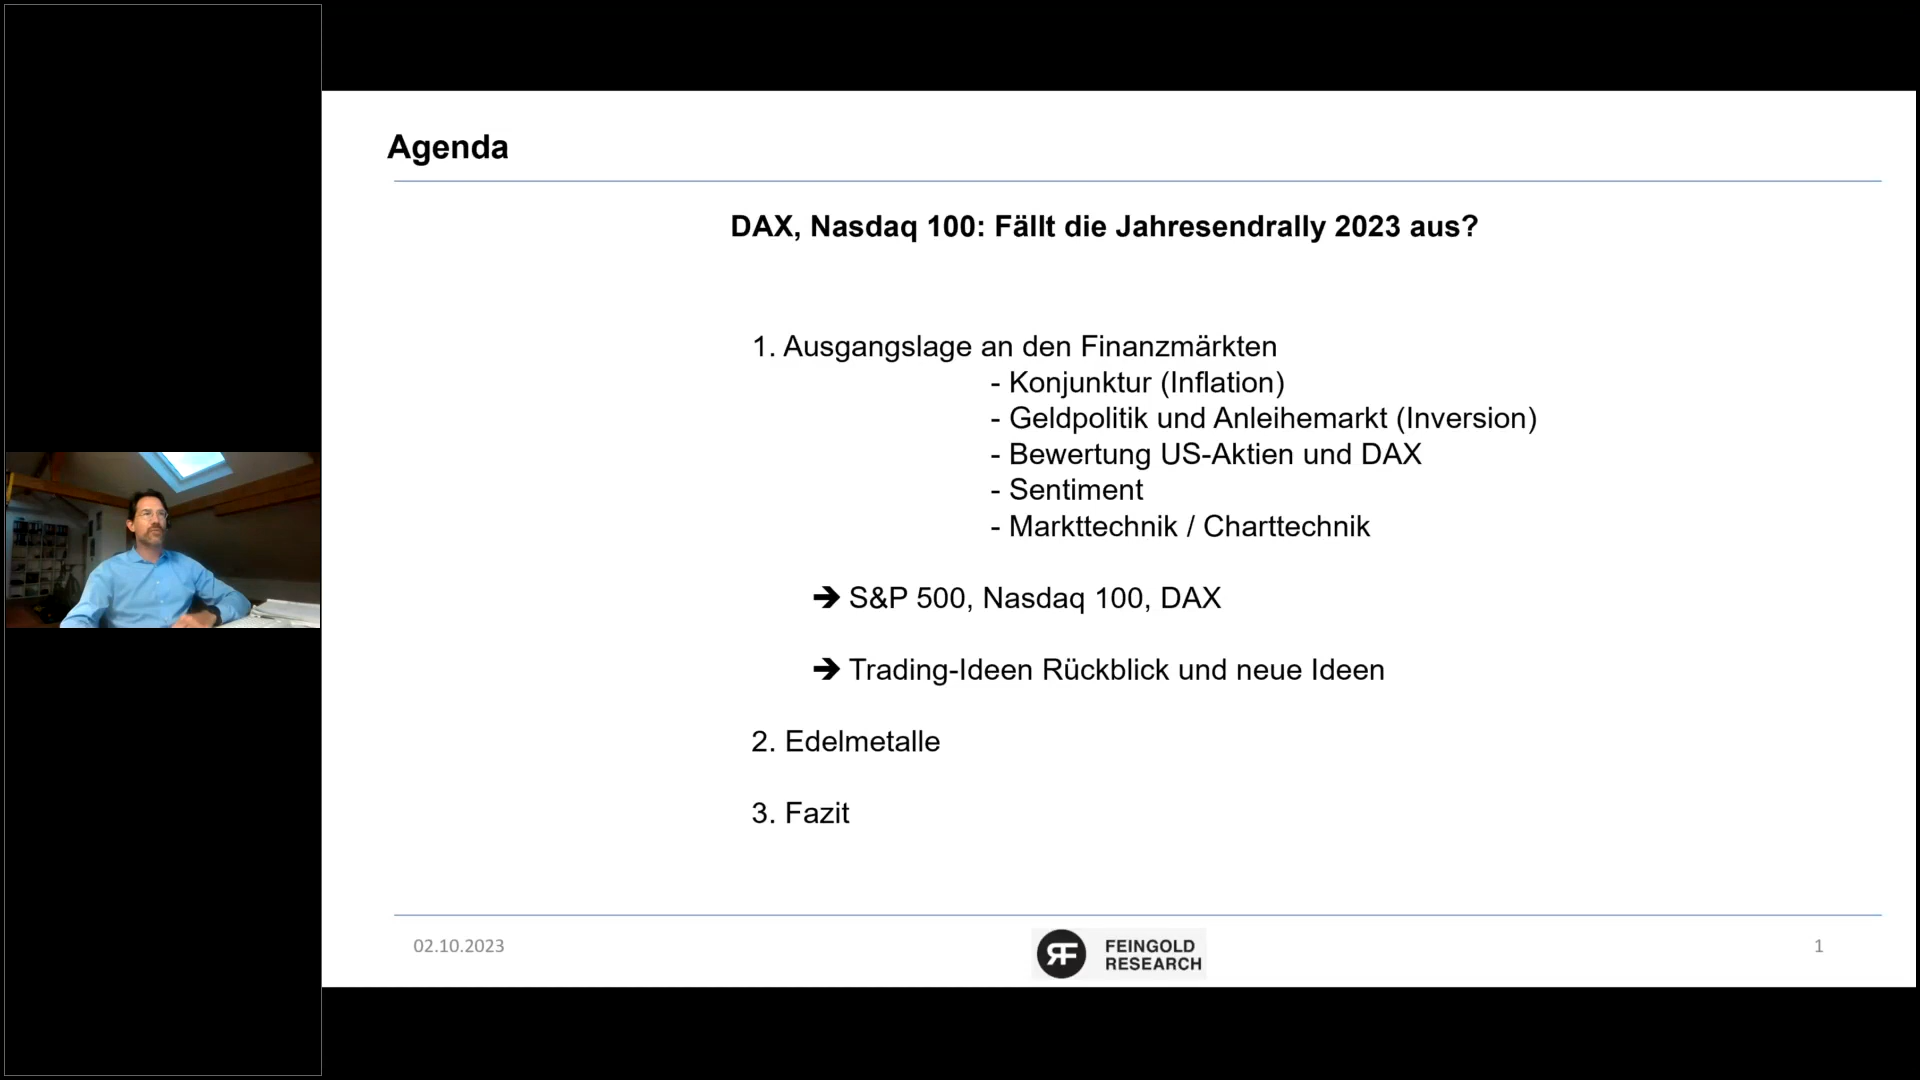 Agenda
DAX, Nasdaq 100: Fällt die Jahresendrally 2023 aus?
1. Ausgangslage an den Finanzmärkten
- Konjunktur (Inflation)
- Geldpolitik und Anleihemarkt (Inversion)
- Bewertung US-Aktien und DAX
- Sentiment
- Markttechnik / Charttechnik
➔ S&P 500, Nasdaq 100, DAX
➔ Trading-Ideen Rückblick und neue Ideen
2. Edelmetalle
3. Fazit
02.10.2023
RF
FEINGOLD
RESEARCH
1